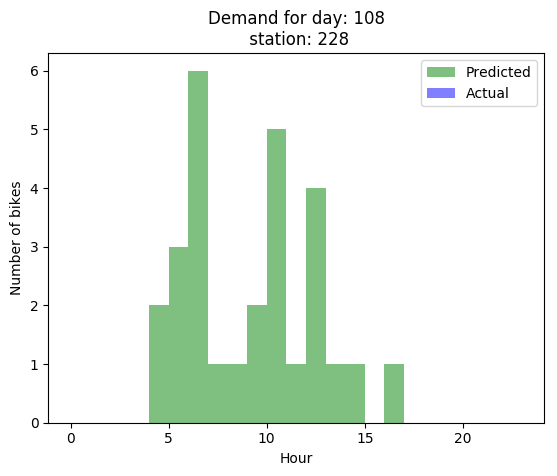 Demand for day: 108
station: 228
Predicted
Actual
Number of bikes
6
5
4
3
2
1
0
0 5 10 15 20
Hour